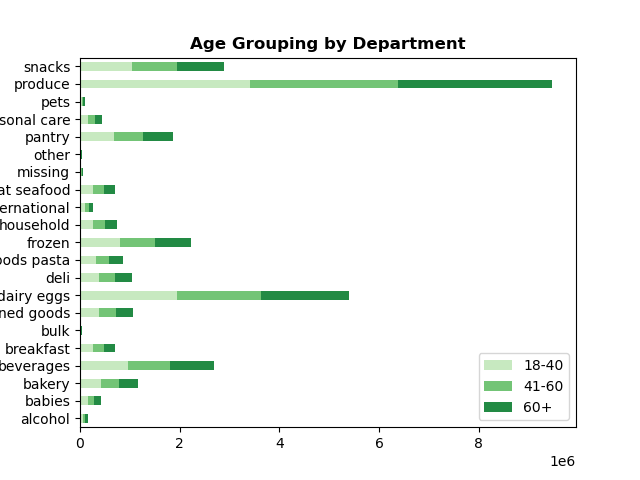 Age Grouping by Department
snacks
produce
pets
sonal care
pantry
other
missing
at seafood
ernational
household
frozen
oods pasta
deli
dairy eggs
ned goods
bulk
breakfast
beverages
bakery
babies
alcohol
18-40
41-60
60+
0 2 4 6 8
1e6